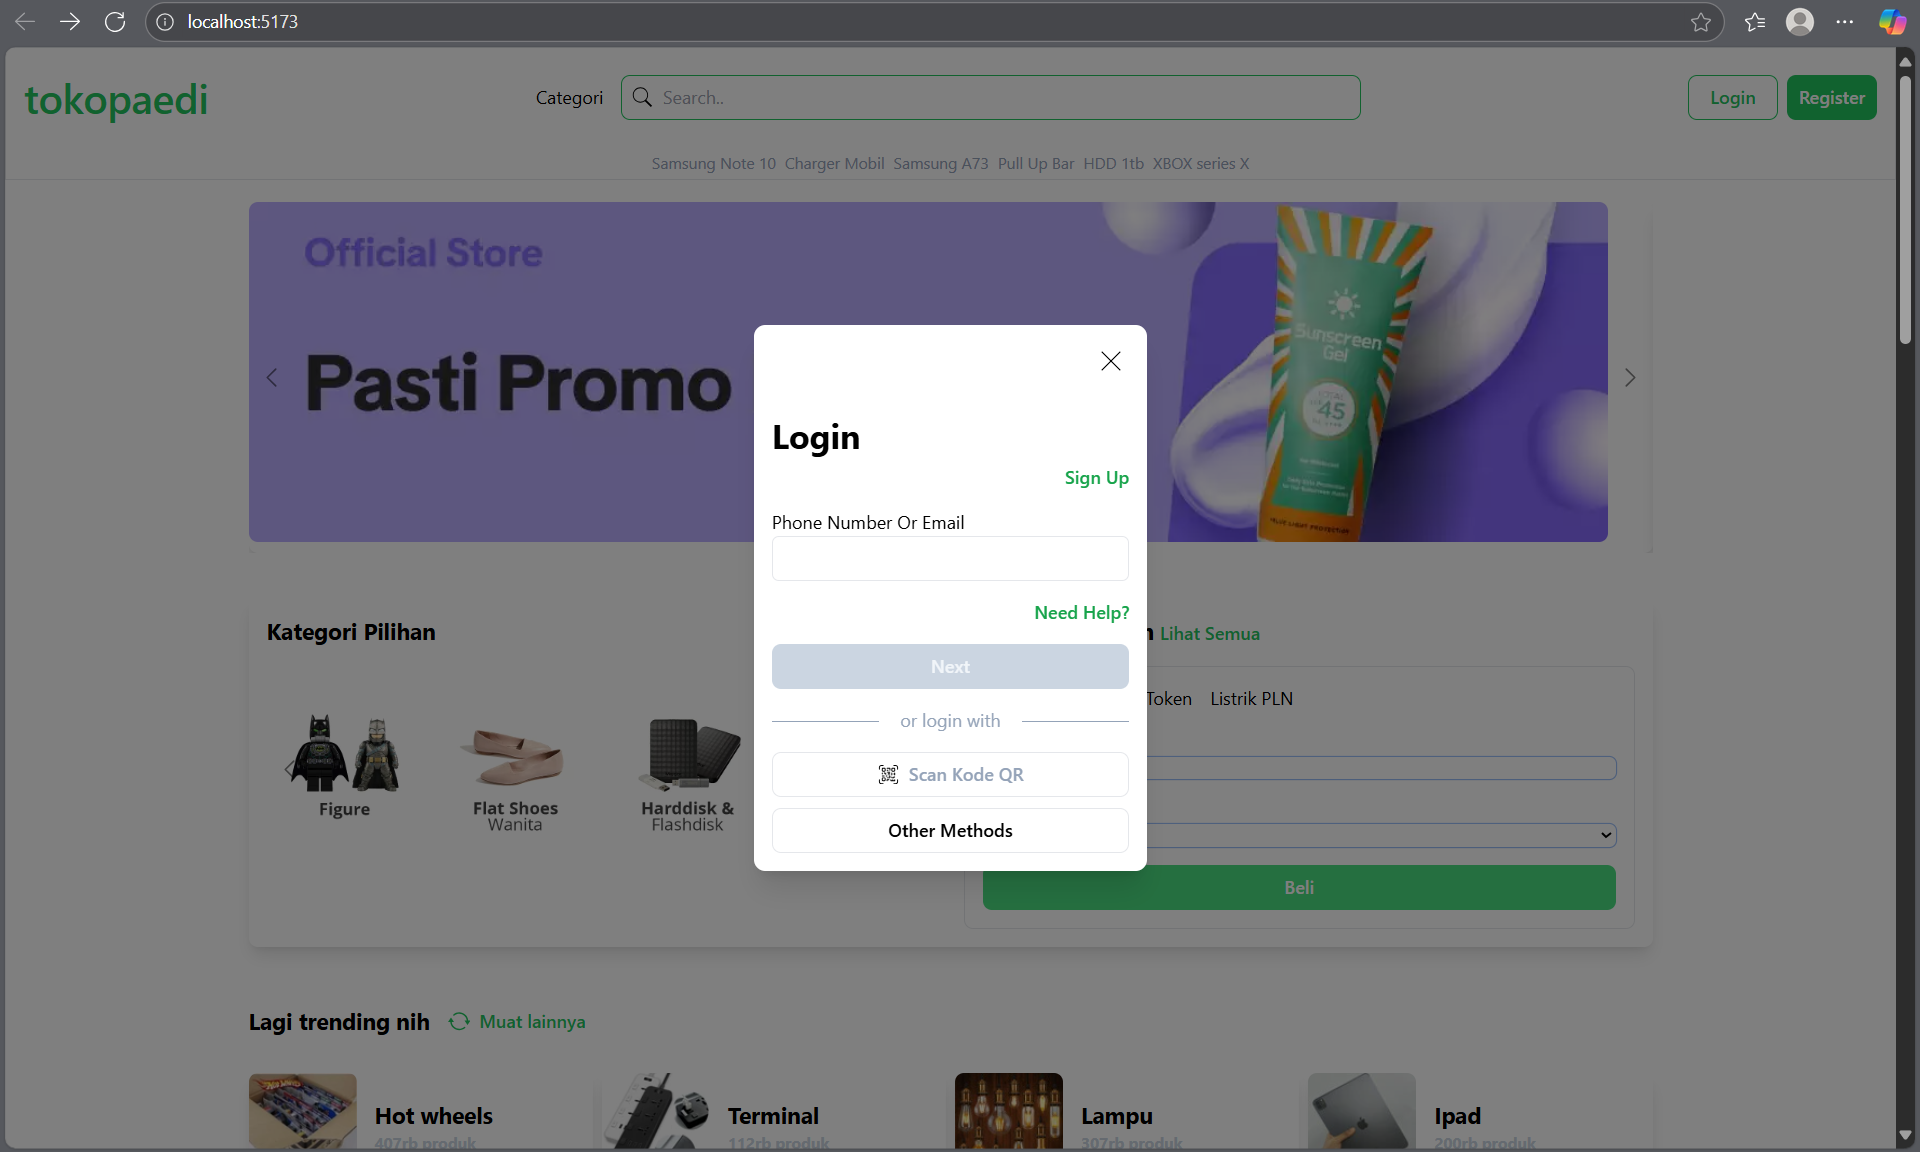 localhost:5173
tokopaedi
Categori
Search..
Login
Register
Samsung Note 10 Charger Mobil Samsung A73 Pull Up Bar HDD 1tb XBOX series X
Official Store
Pasti Promo
Sunscreen
Gel
45
Login
Sign Up
Phone Number Or Email
Need Help?
Next
or login with
Scan Kode QR
Other Methods
Kategori Pilihan
Figure
Flat Shoes
Wanita
Harddisk &
Flashdisk
Lihat Semua
Token Listrik PLN
Beli
Lagi trending nih
Muat lainnya
Hot wheels
407rb produk
Terminal
112rb produk
Lampu
307rb produk
Ipad
200rb produk